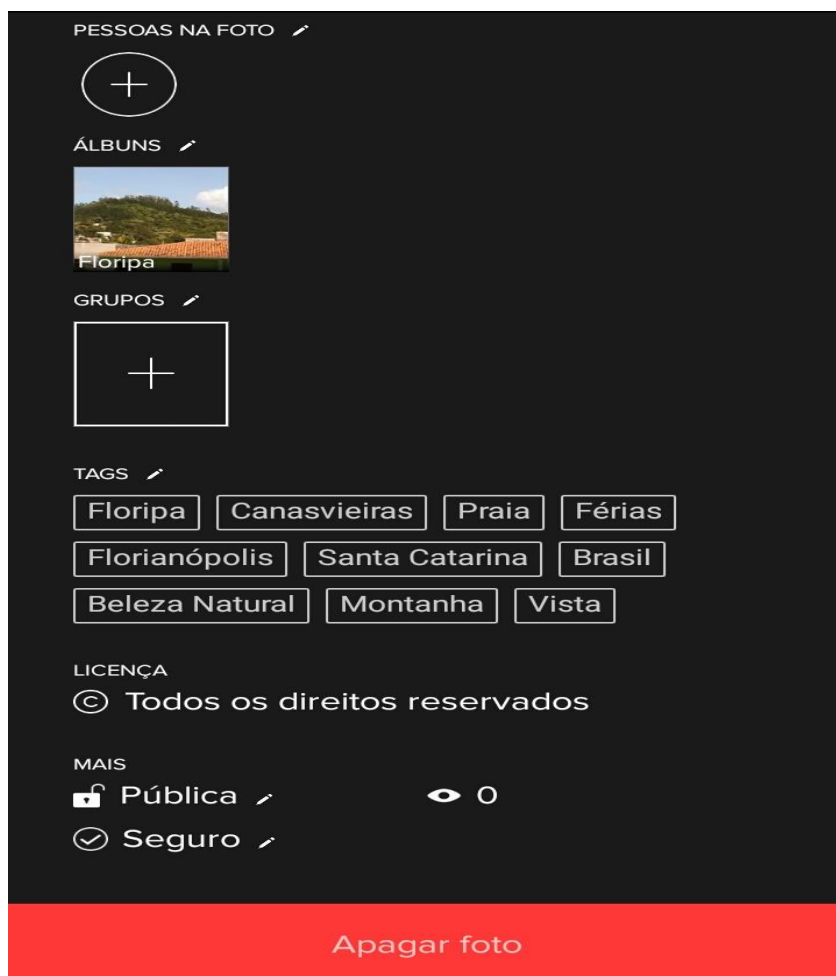 PESSOAS NA FOTO
ÁLBUNS
Floripa
GRUPOS
TAGS
Floripa Canasvieiras Praia Férias
Florianópolis Santa Catarina Brasil
Beleza Natural Montanha Vista
LICENÇA
© Todos os direitos reservados
MAIS
Pública 0
Seguro
Apagar foto